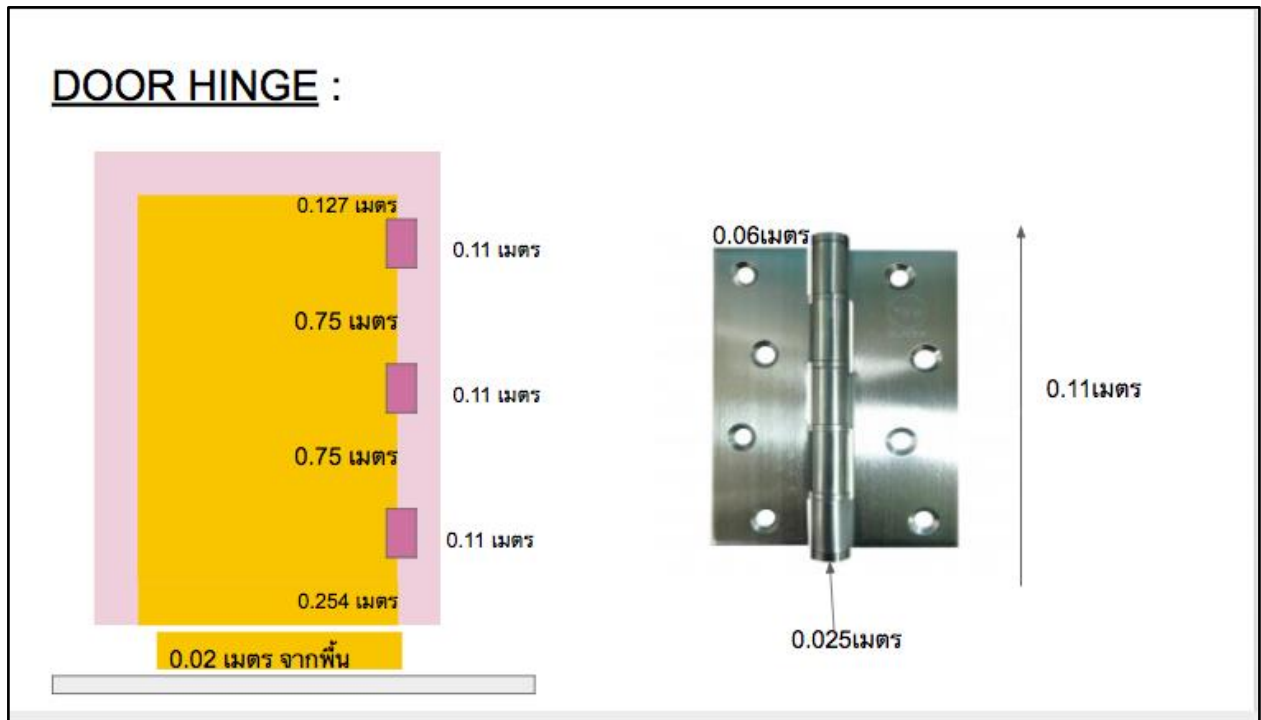 DOOR HINGE :
0.127 เมตร
0.11 เมตร
0.75 เมตร
0.11 เมตร
0.75 เมตร
0.11 เมตร
0.254 เมตร
0.02 เมตร จากพื้น
0.06เมตร
0.11เมตร
0.025เมตร